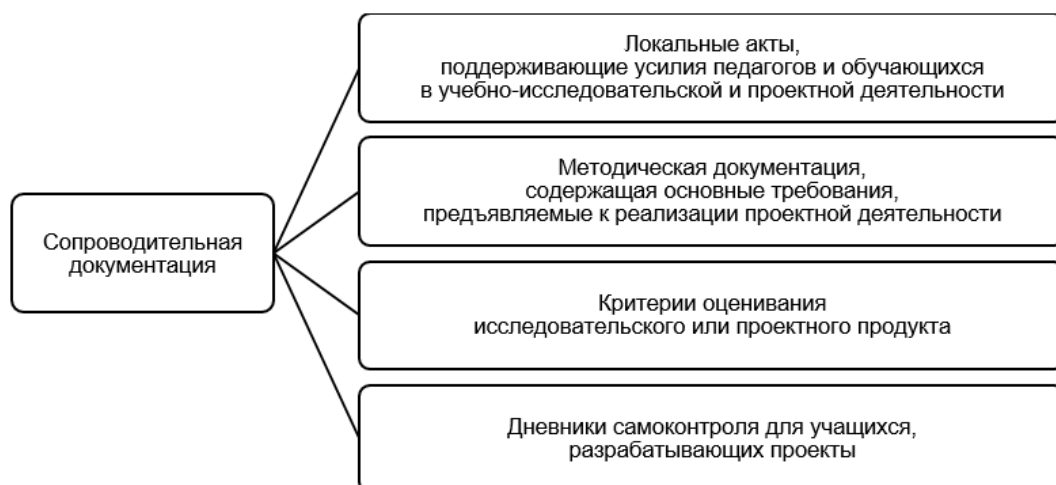 Локальные акты,
поддерживающие усилия педагогов и обучающихся
в учебно-исследовательской и проектной деятельности
Методическая документация,
содержащая основные требования,
предъявляемые к реализации проектной деятельности
Сопроводительная
документация
Критерии оценивания
исследовательского или проектного продукта
Дневники самоконтроля для учащихся,
разрабатывающих проекты